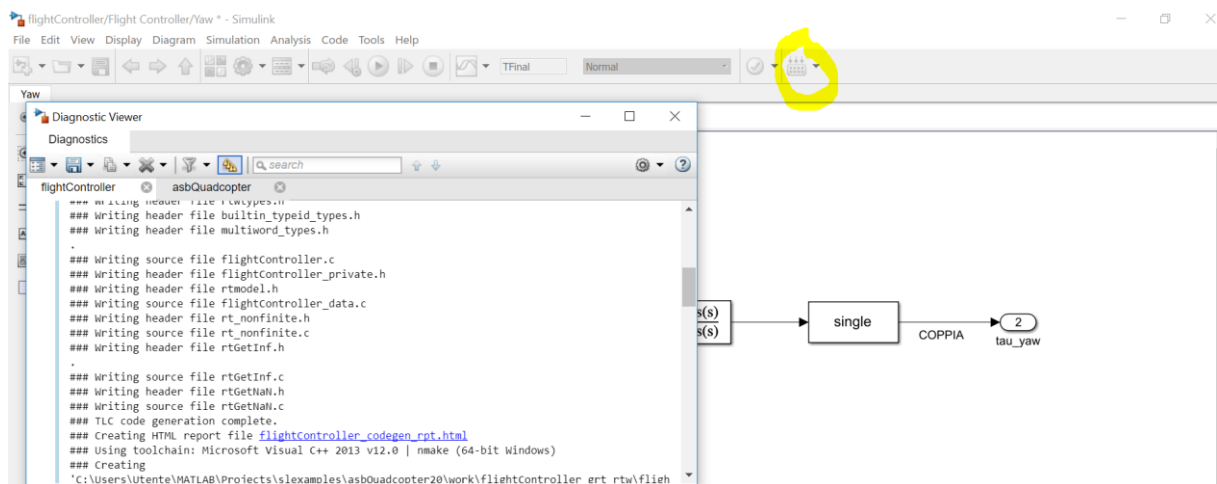 flightController/Flight Controller/Yaw * - Simulink
File Edit View Display Diagram Simulation Analysis Code Tools Help
TFinal Normal
Yaw
Diagnostic Viewer
Diagnostics
search
flightController asbQuadcopter
### Writing header file rtwtypes.h
### Writing header file builtin_typeid_types.h
### Writing header file multiword_types.h
.
### Writing source file flightController.c
### Writing header file flightController_private.h
### Writing header file rtmodel.h
### Writing source file flightController_data.c
### Writing header file rt_nonfinite.h
### Writing source file rt_nonfinite.c
### Writing header file rtGetInf.h
.
### Writing source file rtGetInf.c
### Writing header file rtGetNaN.h
### Writing source file rtGetNaN.c
### TLC code generation complete.
### Creating HTML report file flightController_codegen_rpt.html
### Using toolchain: Microsoft Visual C++ 2013 v12.0 | nmake (64-bit Windows)
### Creating
'C:\Users\Utente\MATLAB\Projects\slexamples\asbQuadcopter20\work\flightController_grt_rtw\fligh
s(s)
s(s)
single
COPPIA
2
tau_yaw